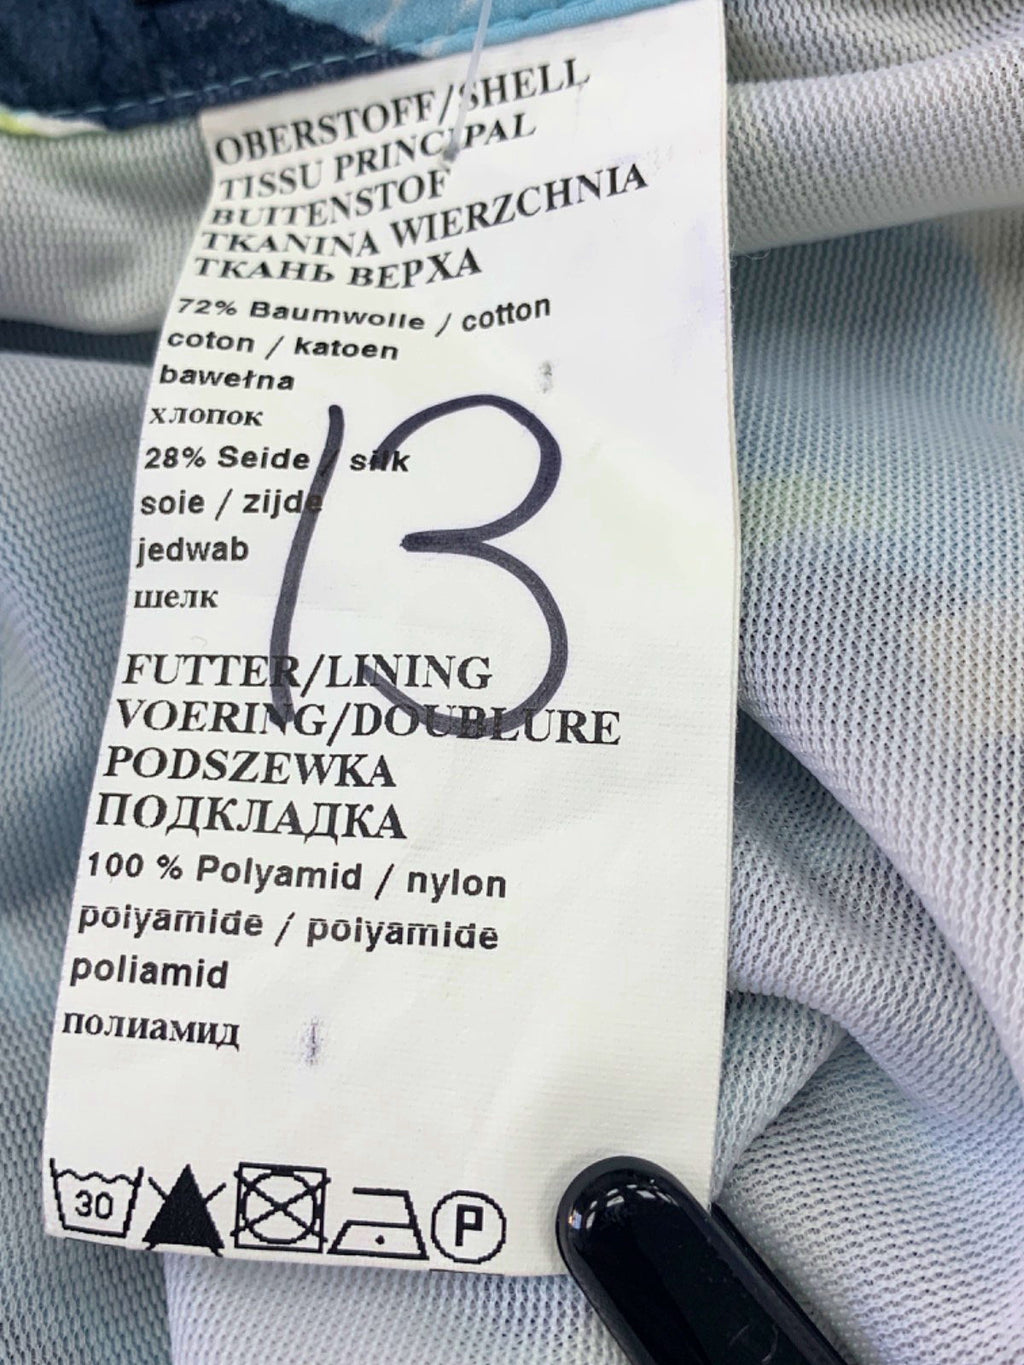 OBERSTOFF/SHELL
TISSU PRINCIPAL
BUITENSTOF
TKANINA WIERZCHNIA
ТКАНЬ ВЕРХА
72% Baumwolle / cotton
coton / katoen
bawełna
хлопок
28% Seide / silk
soie / zijde
jedwab
шелк
13
FUTTER/LINING
VOERING/DOUBLURE
PODSZEWKA
ПОДКЛАДКА
100 % Polyamid / nylon
polyamide / polyamide
poliamid
полиамид
30 P